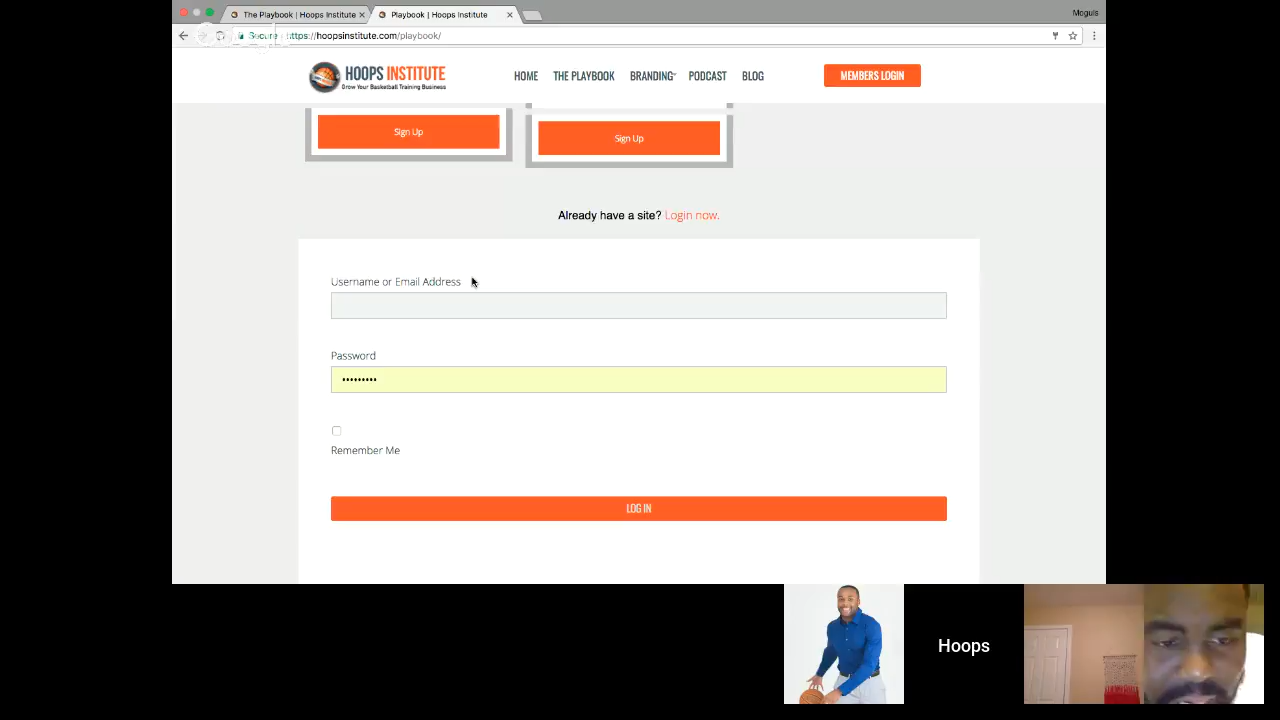 The Playbook | Hoops Institute
Playbook | Hoops Institute
Moguls
Secure
https://hoopsinstitute.com/playbook/
HOOPS INSTITUTE
Grow Your Basketball Training Business
HOME
THE PLAYBOOK
BRANDING
PODCAST
BLOG
MEMBERS LOGIN
Sign Up
Sign Up
Already have a site? Login now.
Username or Email Address
Password
•••••••••
Remember Me
LOG IN
Hoops